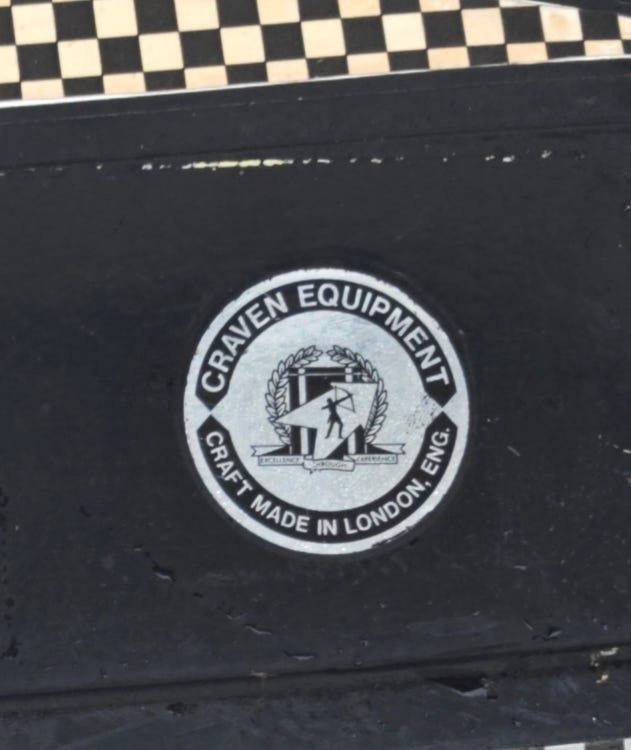 CRAVEN EQUIPMENT
EXCELLENCE THROUGH EXPERIENCE
CRAFT MADE IN LONDON, ENG.